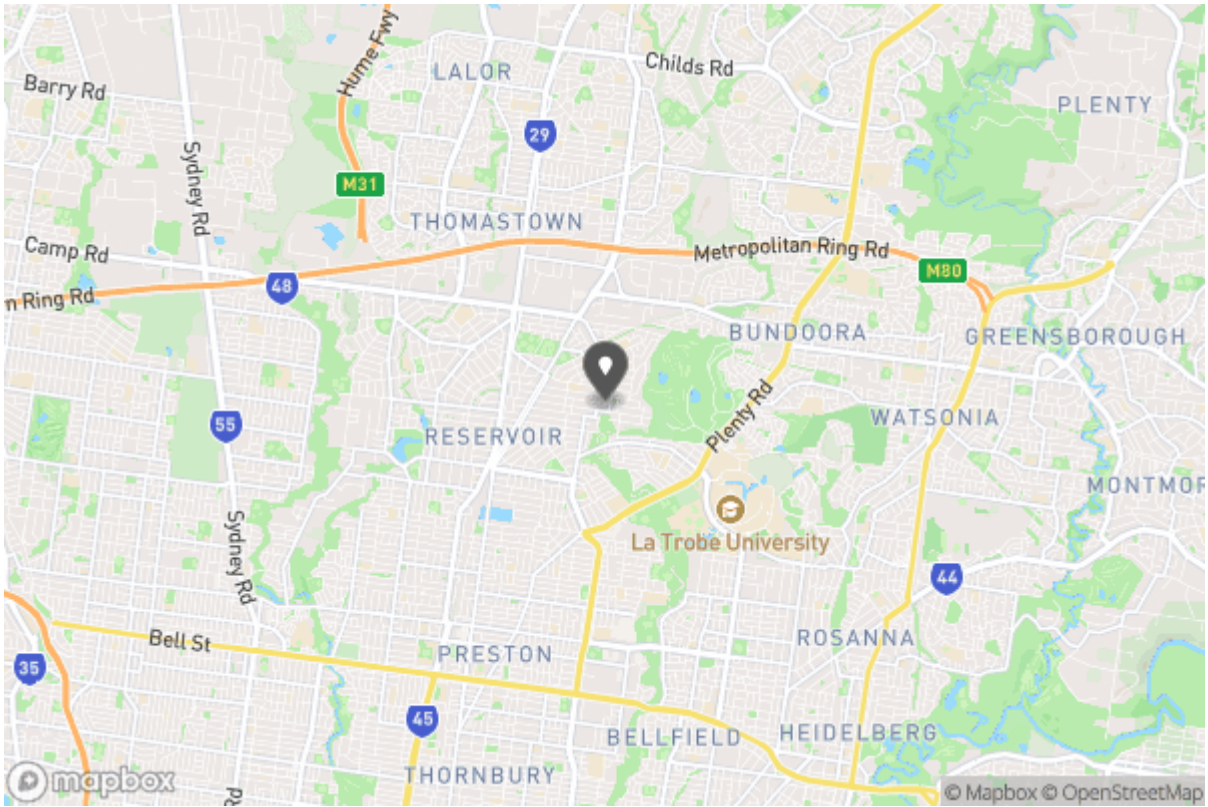 Hume Fwy
LALOR
Childs Rd
Barry Rd
PLENTY
29
Sydney Rd
M31
THOMASTOWN
Camp Rd
Metropolitan Ring Rd
M80
48
n Ring Rd
BUNDOORA
GREENSBOROUGH
55
RESERVOIR
Plenty Rd
WATSONIA
MONTMOR
La Trobe University
Sydney Rd
44
Bell St
ROSANNA
PRESTON
35
45
BELLFIELD
HEIDELBERG
THORNBURY
mapbox
© Mapbox © OpenStreetMap